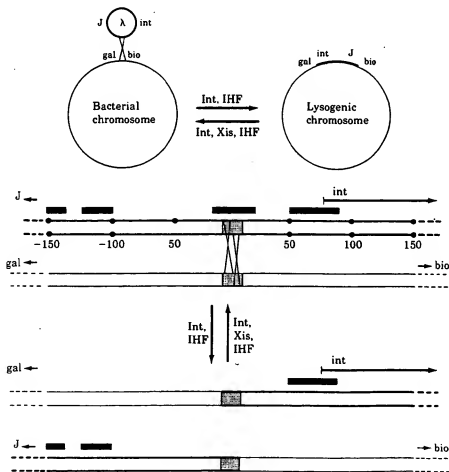 J λ int
gal bio
Bacterial
chromosome
Int, IHF
Int, Xis, IHF
int J
gal bio
Lysogenic
chromosome
J
int
-150 -100 50 50 100 150
gal
bio
Int,
IHF
Int,
Xis,
IHF
gal
int
J
bio